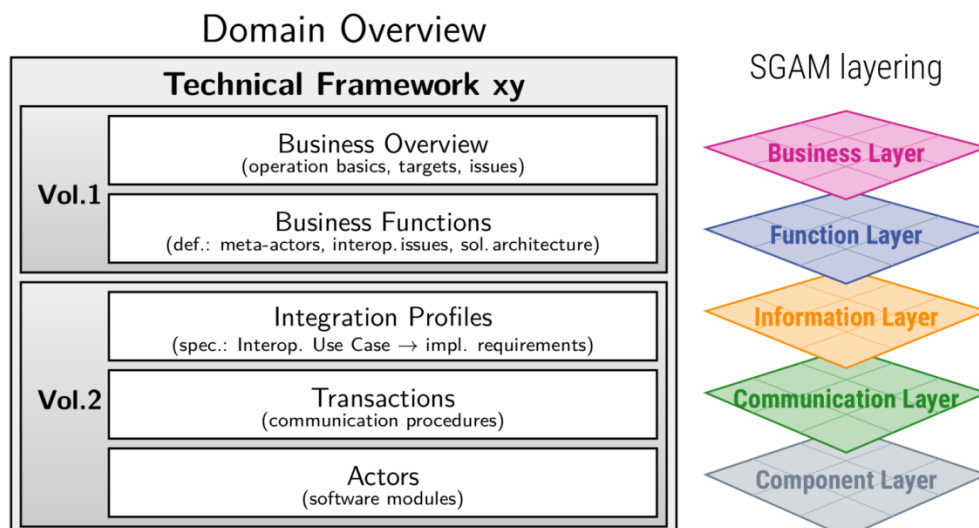 Domain Overview
Technical Framework xy
Vol.1
Business Overview
(operation basics, targets, issues)
Business Functions
(def.: meta-actors, interop. issues, sol. architecture)
Vol.2
Integration Profiles
(spec.: Interop. Use Case → impl. requirements)
Transactions
(communication procedures)
Actors
(software modules)
SGAM layering
Business Layer
Function Layer
Information Layer
Communication Layer
Component Layer